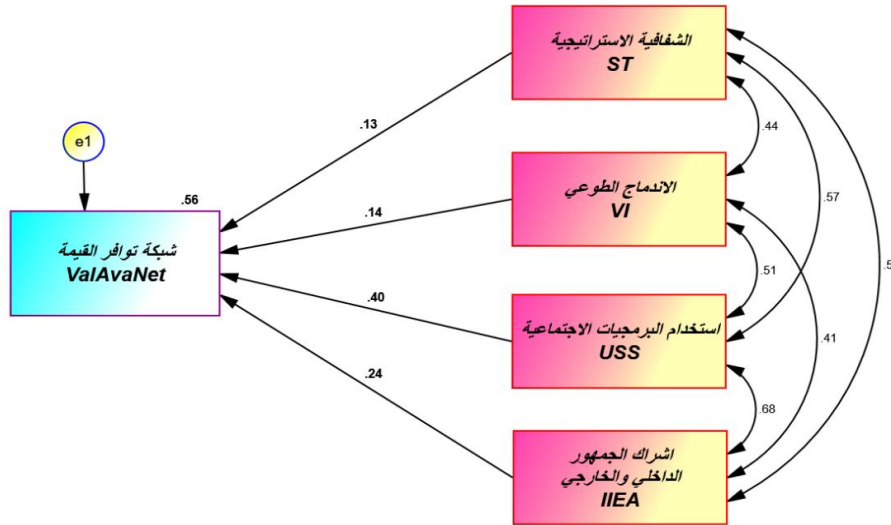 الشفافية الاستراتيجية
ST
e1
.13
.44
.56
الاندماج الطوعي
VI
.57
شبكة توافر القيمة
ValAvaNet
.14
.51
.40
استخدام البرمجيات الاجتماعية
USS
.41
.24
.68
اشراك الجمهور
الداخلي والخارجي
IIEA